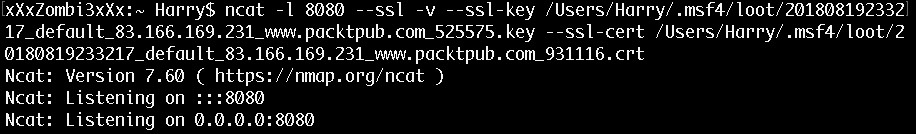 xXxZombi3xXx:~ Harry$ ncat -l 8080 --ssl -v --ssl-key /Users/Harry/.msf4/loot/201808192332
17_default_83.166.169.231_www.packtpub.com_525575.key --ssl-cert /Users/Harry/.msf4/loot/2
0180819233217_default_83.166.169.231_www.packtpub.com_931116.crt
Ncat: Version 7.60 ( https://nmap.org/ncat )
Ncat: Listening on :::8080
Ncat: Listening on 0.0.0.0:8080